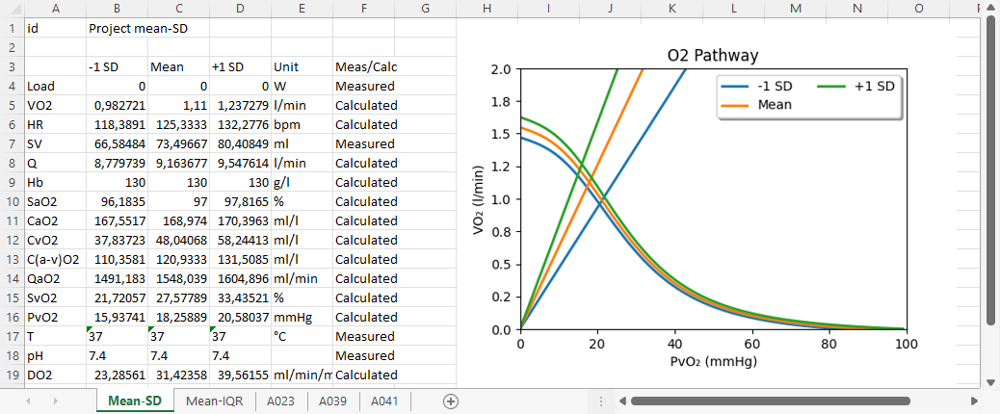 A B C D E F G H I J K L M N O
1 id Project mean-SD
2
3 -1 SD Mean +1 SD Unit Meas/Calc
4 Load 0 0 0 W Measured
5 VO2 0,982721 1,11 1,237279 l/min Calculated
6 HR 118,3891 125,3333 132,2776 bpm Calculated
7 SV 66,58484 73,49667 80,40849 ml Measured
8 Q 8,779739 9,163677 9,547614 l/min Calculated
9 Hb 130 130 130 g/l Calculated
10 SaO2 96,1835 97 97,8165 % Calculated
11 CaO2 167,5517 168,974 170,3963 ml/l Calculated
12 CvO2 37,83723 48,04068 58,24413 ml/l Calculated
13 C(a-v)O2 110,3581 120,9333 131,5085 ml/l Calculated
14 QaO2 1491,183 1548,039 1604,896 ml/min Calculated
15 SvO2 21,72057 27,57789 33,43521 % Calculated
16 PvO2 15,93741 18,25889 20,58037 mmHg Calculated
17 T 37 37 37 °C Measured
18 pH 7.4 7.4 7.4 Measured
19 DO2 23,28561 31,42358 39,56155 ml/min/m Calculated
O2 Pathway
-1 SD +1 SD
Mean
2.0
1.8
1.5
1.2
1.0
0.8
0.5
0.2
0.0
VO₂ (l/min)
0 20 40 60 80 100
PvO₂ (mmHg)
Mean-SD Mean-IQR A023 A039 A041